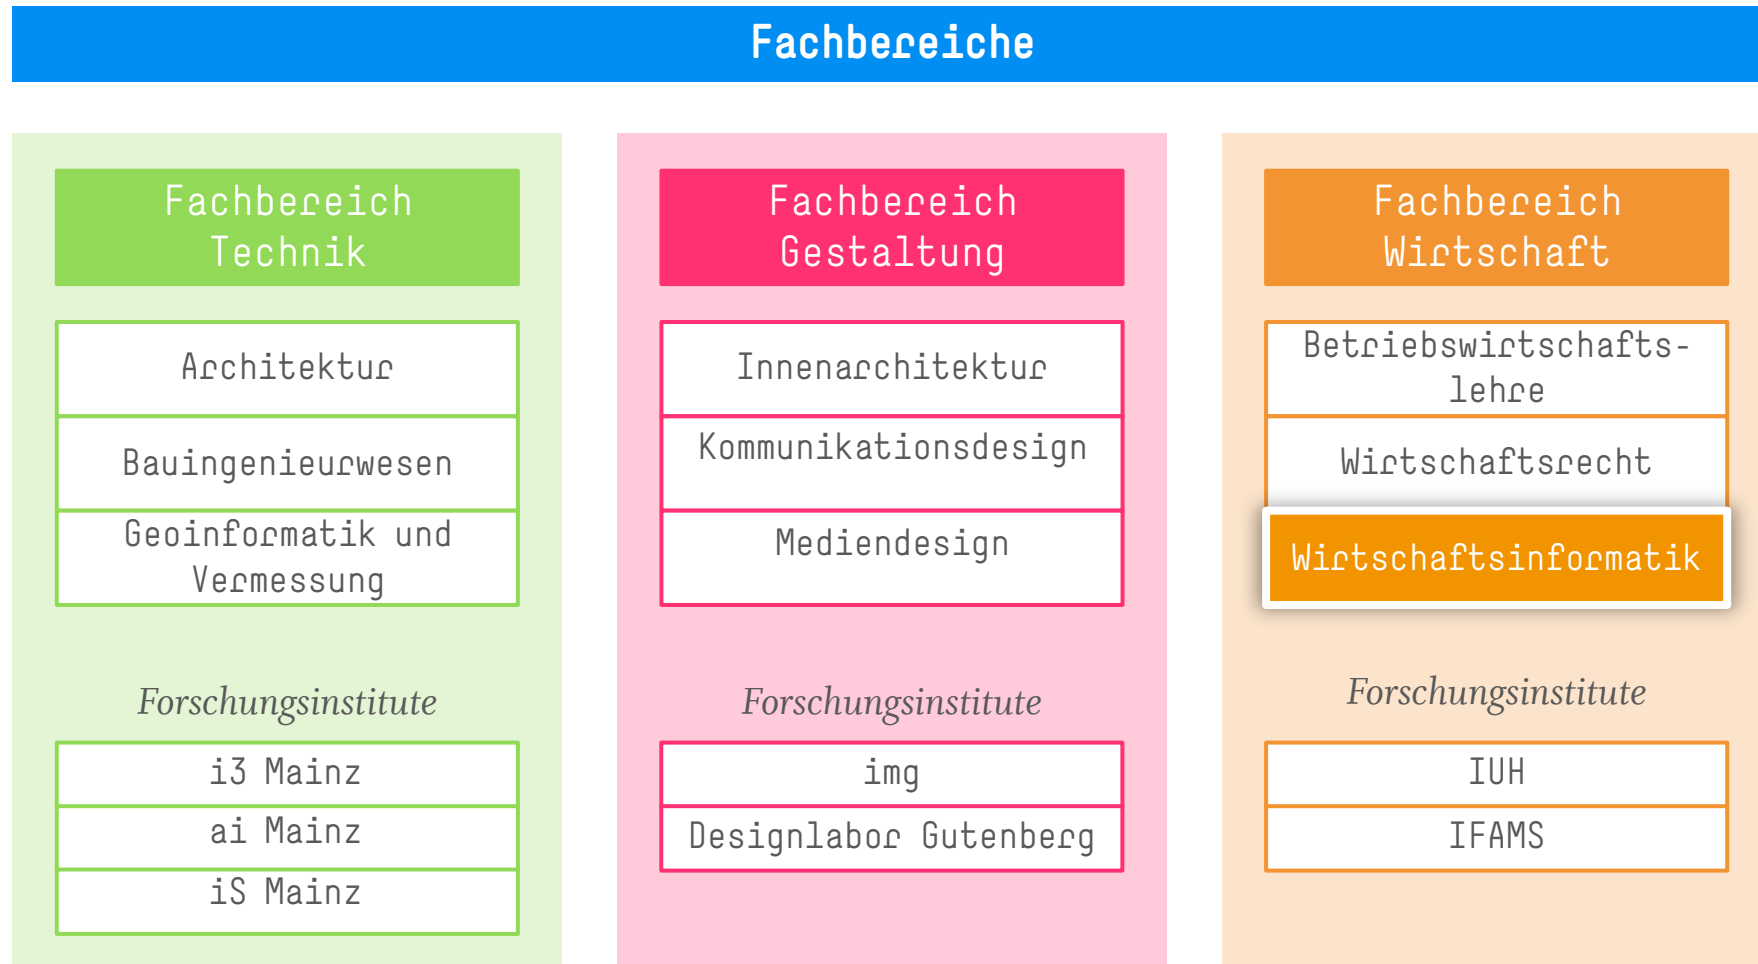 Fachbereiche
Fachbereich
Technik
Architektur
Bauingenieurwesen
Geoinformatik und
Vermessung
Forschungsinstitute
i3 Mainz
ai Mainz
iS Mainz
Fachbereich
Gestaltung
Innenarchitektur
Kommunikationsdesign
Mediendesign
Forschungsinstitute
img
Designlabor Gutenberg
Fachbereich
Wirtschaft
Betriebswirtschafts-
lehre
Wirtschaftsrecht
Wirtschaftsinformatik
Forschungsinstitute
IUH
IFAMS